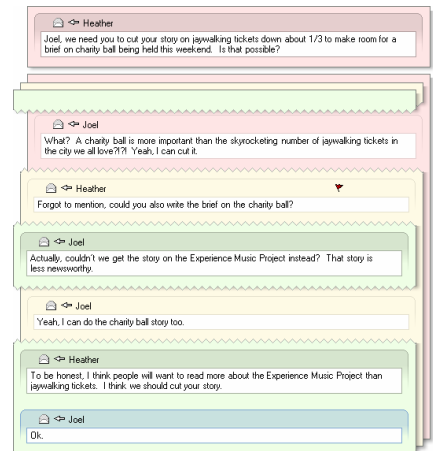 Heather
Joel, we need you to cut your story on jaywalking tickets down about 1/3 to make room for a
brief on charity ball being held this weekend. Is that possible?
Joel
What? A charity ball is more important than the skyrocketing number of jaywalking tickets in
the city we all love?!?! Yeah, I can cut it.
Heather
Forgot to mention, could you also write the brief on the charity ball?
Joel
Actually, couldn't we get the story on the Experience Music Project instead? That story is
less newsworthy.
Joel
Yeah, I can do the charity ball story too.
Heather
To be honest, I think people will want to read more about the Experience Music Project than
jaywalking tickets. I think we should cut your story.
Joel
Ok.